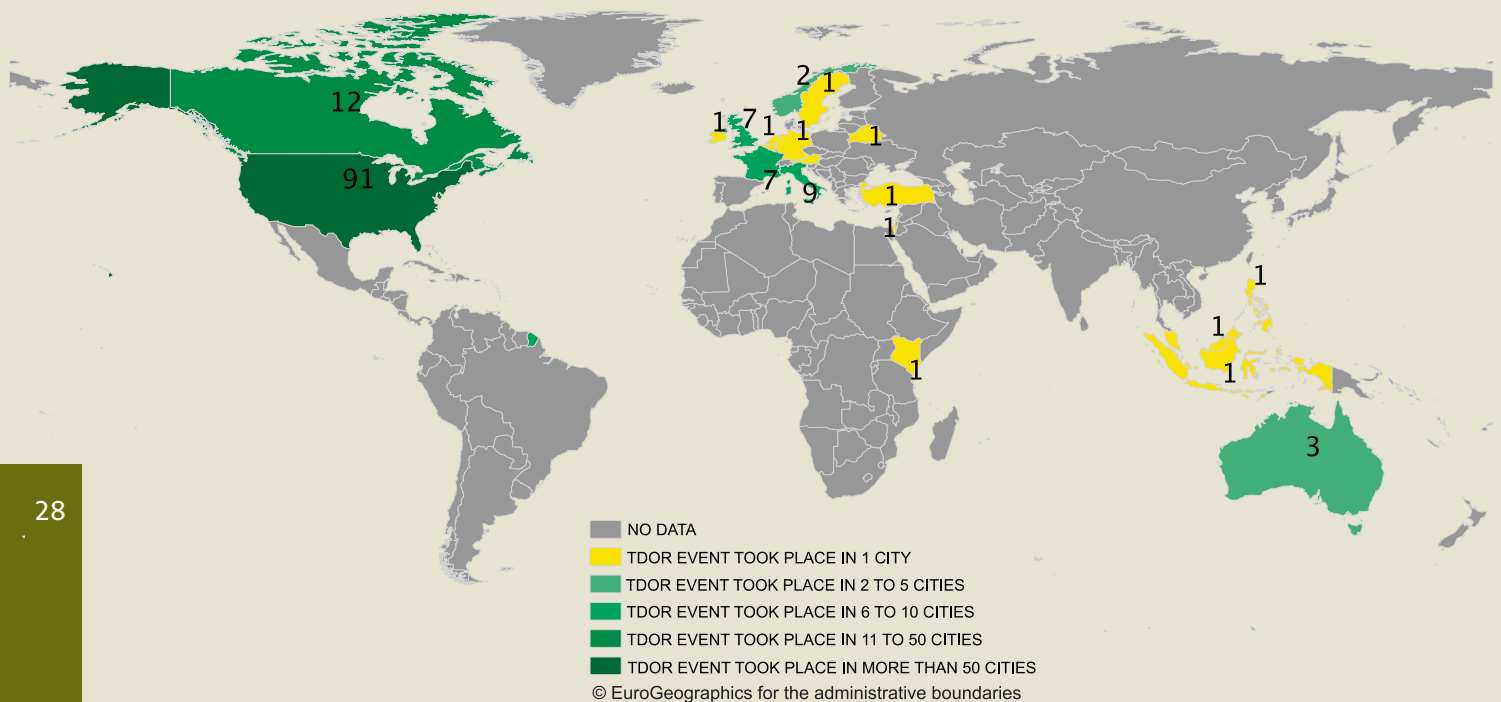 12
91
2
1
1
7
1
1
1
7
9
1
1
1
1
1
1
3
28
NO DATA
TDOR EVENT TOOK PLACE IN 1 CITY
TDOR EVENT TOOK PLACE IN 2 TO 5 CITIES
TDOR EVENT TOOK PLACE IN 6 TO 10 CITIES
TDOR EVENT TOOK PLACE IN 11 TO 50 CITIES
TDOR EVENT TOOK PLACE IN MORE THAN 50 CITIES
© EuroGeographics for the administrative boundaries